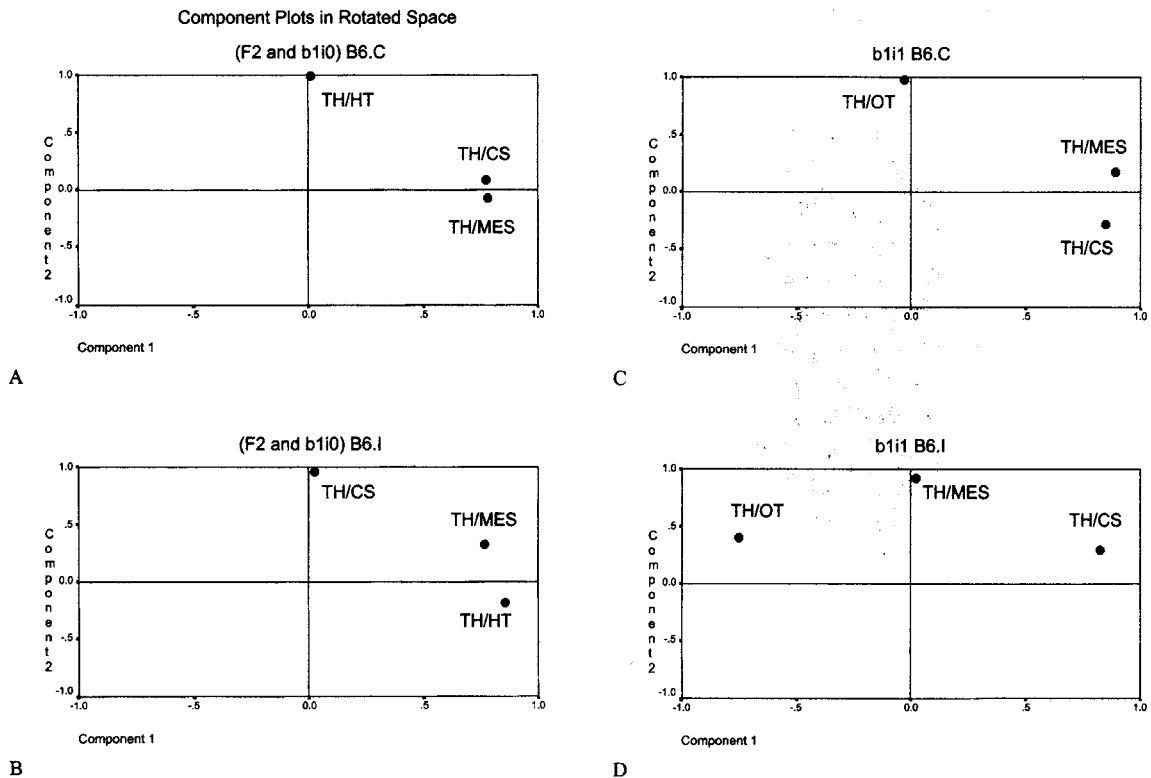 Component Plots in Rotated Space
(F2 and b1i0) B6.C
1.0
TH/HT
.5
TH/CS
0.0
TH/MES
-.5
-1.0
Component2
-1.0 -.5 0.0 .5 1.0
Component 1
A
(F2 and b1i0) B6.I
1.0
TH/CS
.5
TH/MES
0.0
TH/HT
-.5
-1.0
Component2
-1.0 -.5 0.0 .5 1.0
Component 1
B
b1i1 B6.C
1.0
TH/OT
.5
TH/MES
0.0
-.5
TH/CS
-1.0
Component2
-1.0 -.5 0.0 .5 1.0
Component 1
C
b1i1 B6.I
1.0
TH/MES
TH/OT
TH/CS
.5
0.0
-.5
-1.0
Component2
-1.0 -.5 0.0 .5 1.0
Component 1
D